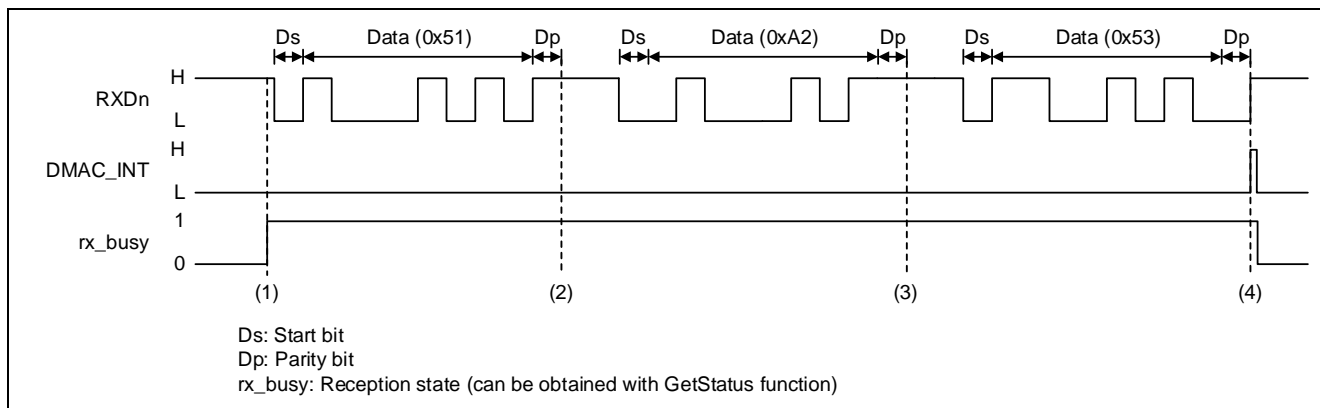 Ds Data (0x51) Dp Ds Data (0xA2) Dp Ds Data (0x53) Dp
H
RXDn
L
H
DMAC_INT
L
1
rx_busy
0
(1) (2) (3) (4)
Ds: Start bit
Dp: Parity bit
rx_busy: Reception state (can be obtained with GetStatus function)